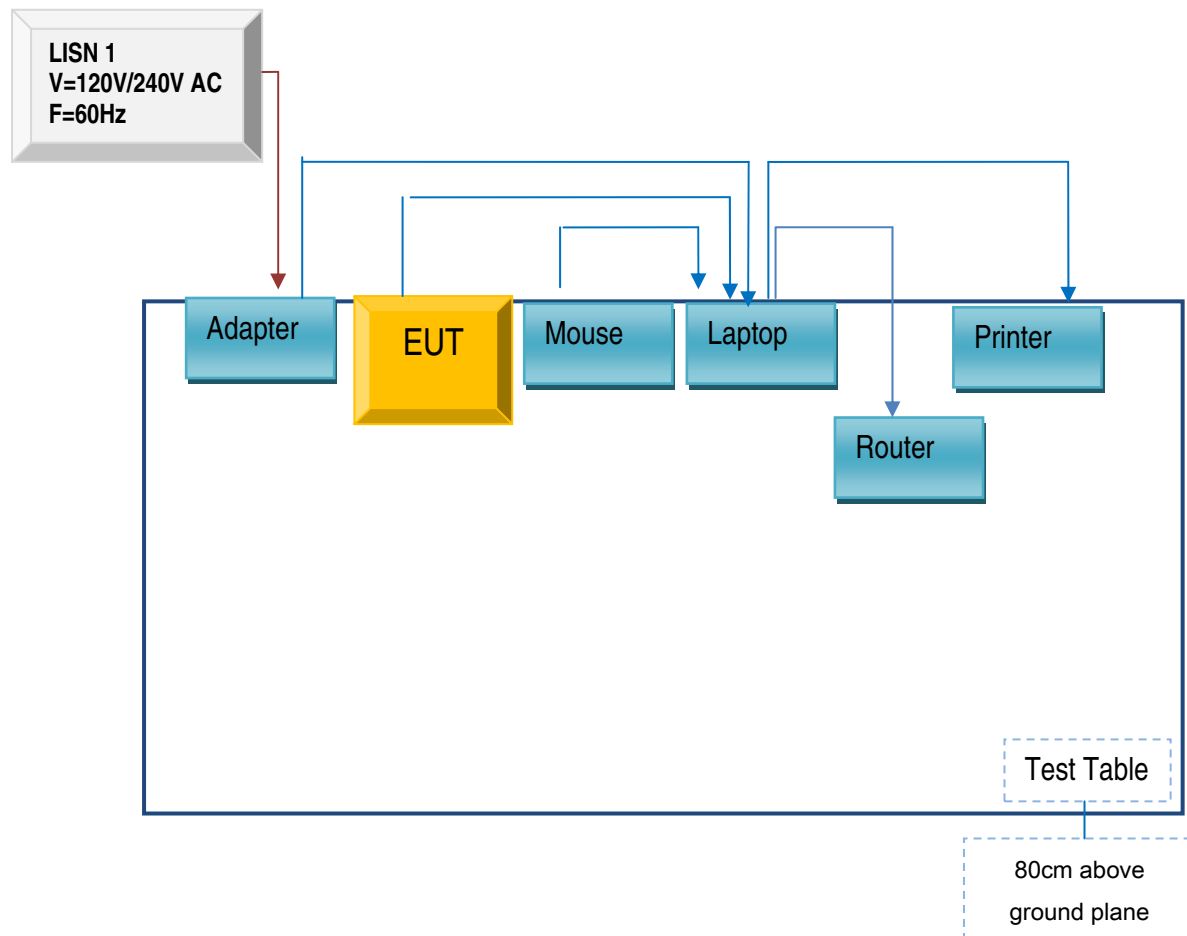 LISN 1
V=120V/240V AC
F=60Hz
Adapter
EUT
Mouse
Laptop
Printer
Router
Test Table
80cm above
ground plane